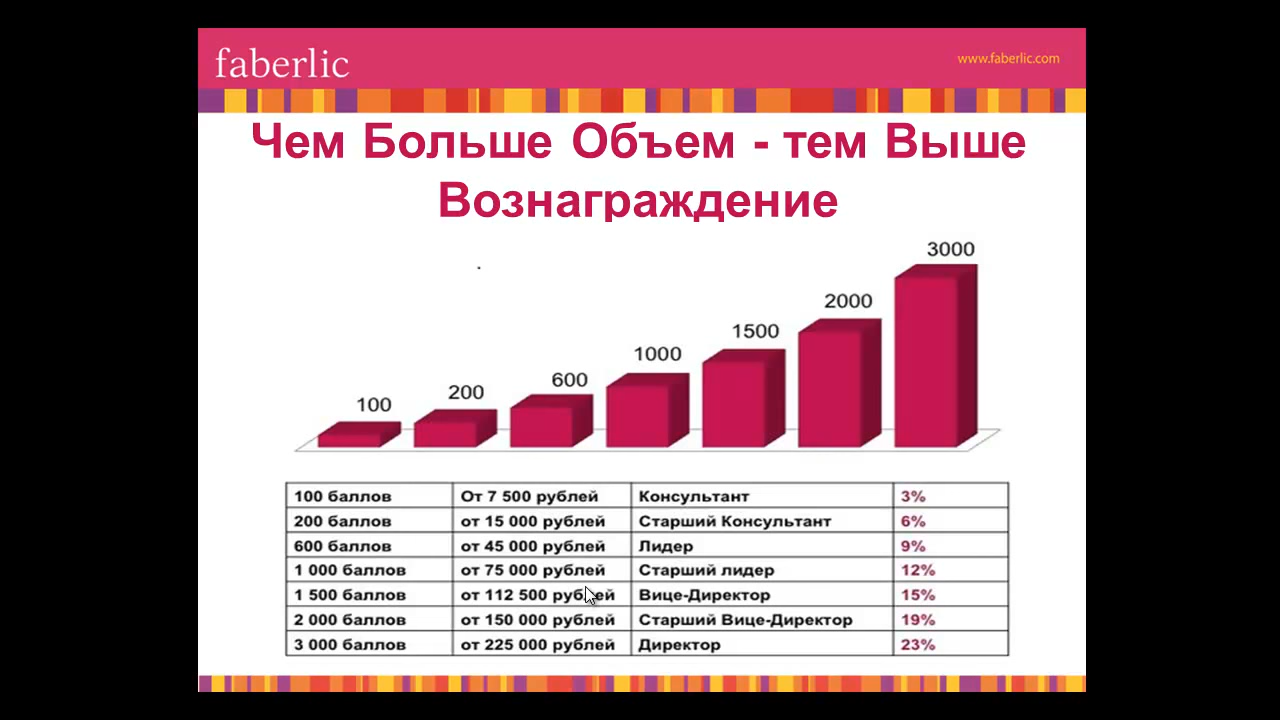 faberlic
www.faberlic.com
Чем Больше Объем - тем Выше
Вознаграждение
100
200
600
1000
1500
2000
3000
100 баллов От 7 500 рублей Консультант 3%
200 баллов от 15 000 рублей Старший Консультант 6%
600 баллов от 45 000 рублей Лидер 9%
1 000 баллов от 75 000 рублей Старший лидер 12%
1 500 баллов от 112 500 рублей Вице-Директор 15%
2 000 баллов от 150 000 рублей Старший Вице-Директор 19%
3 000 баллов от 225 000 рублей Директор 23%